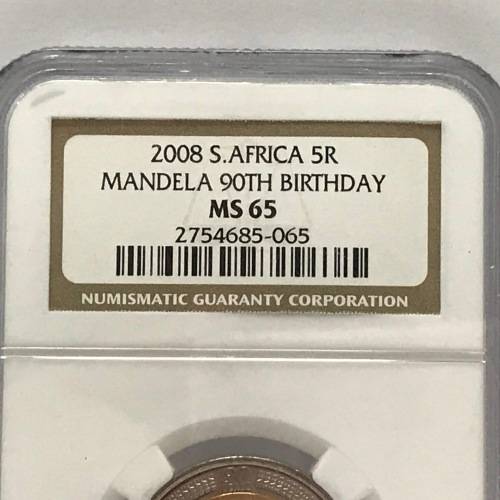 2008 S.AFRICA 5R
MANDELA 90TH BIRTHDAY
MS 65
2754685-065
NUMISMATIC GUARANTY CORPORATION